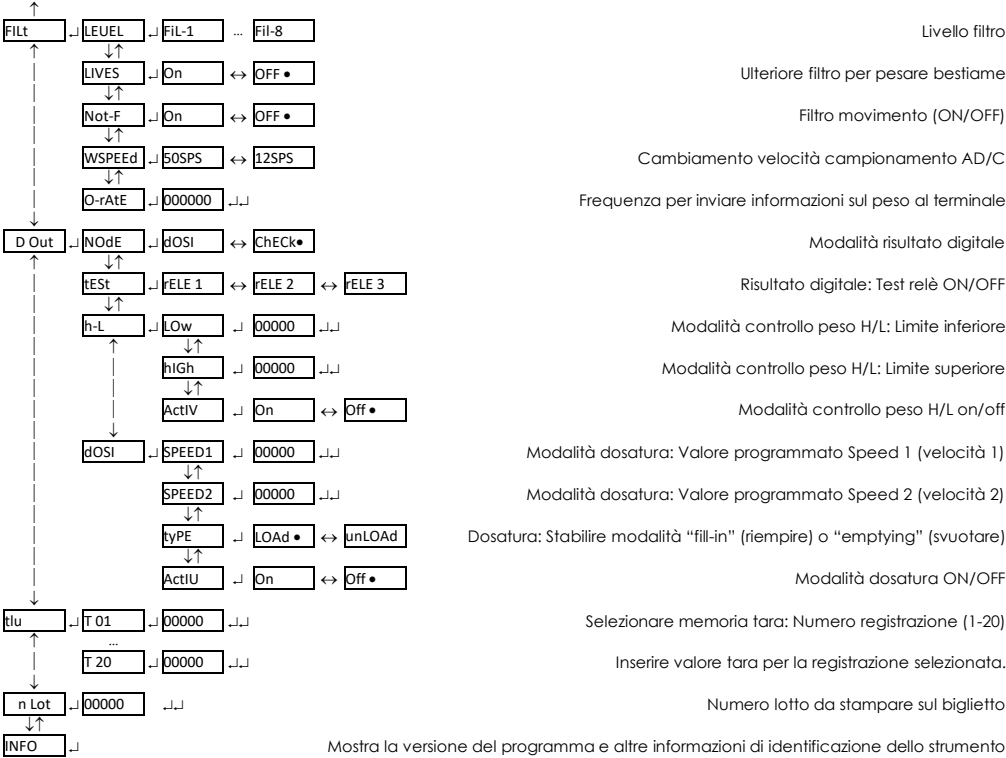 FILt LEUEL FiL-1 … Fil-8 Livello filtro
LIVES On ↔ OFF • Ulteriore filtro per pesare bestiame
Not-F On ↔ OFF • Filtro movimento (ON/OFF)
WSPEEd 50SPS ↔ 12SPS Cambiamento velocità campionamento AD/C
O-rAtE 000000 Frequenza per inviare informazioni sul peso al terminale
D Out NOdE dOSI ↔ ChECk• Modalità risultato digitale
tESt rELE 1 ↔ rELE 2 ↔ rELE 3 Risultato digitale: Test relè ON/OFF
h-L LOw 00000 Modalità controllo peso H/L: Limite inferiore
hIGh 00000 Modalità controllo peso H/L: Limite superiore
ActIV On ↔ Off • Modalità controllo peso H/L on/off
dOSI SPEED1 00000 Modalità dosatura: Valore programmato Speed 1 (velocità 1)
SPEED2 00000 Modalità dosatura: Valore programmato Speed 2 (velocità 2)
tyPE LOAd • ↔ unLOAd Dosatura: Stabilire modalità “fill-in” (riempire) o “emptying” (svuotare)
ActIU On ↔ Off • Modalità dosatura ON/OFF
tlu T 01 00000 Selezionare memoria tara: Numero registrazione (1-20)
…
T 20 00000 Inserire valore tara per la registrazione selezionata.
n Lot 00000 Numero lotto da stampare sul biglietto
INFO Mostra la versione del programma e altre informazioni di identificazione dello strumento